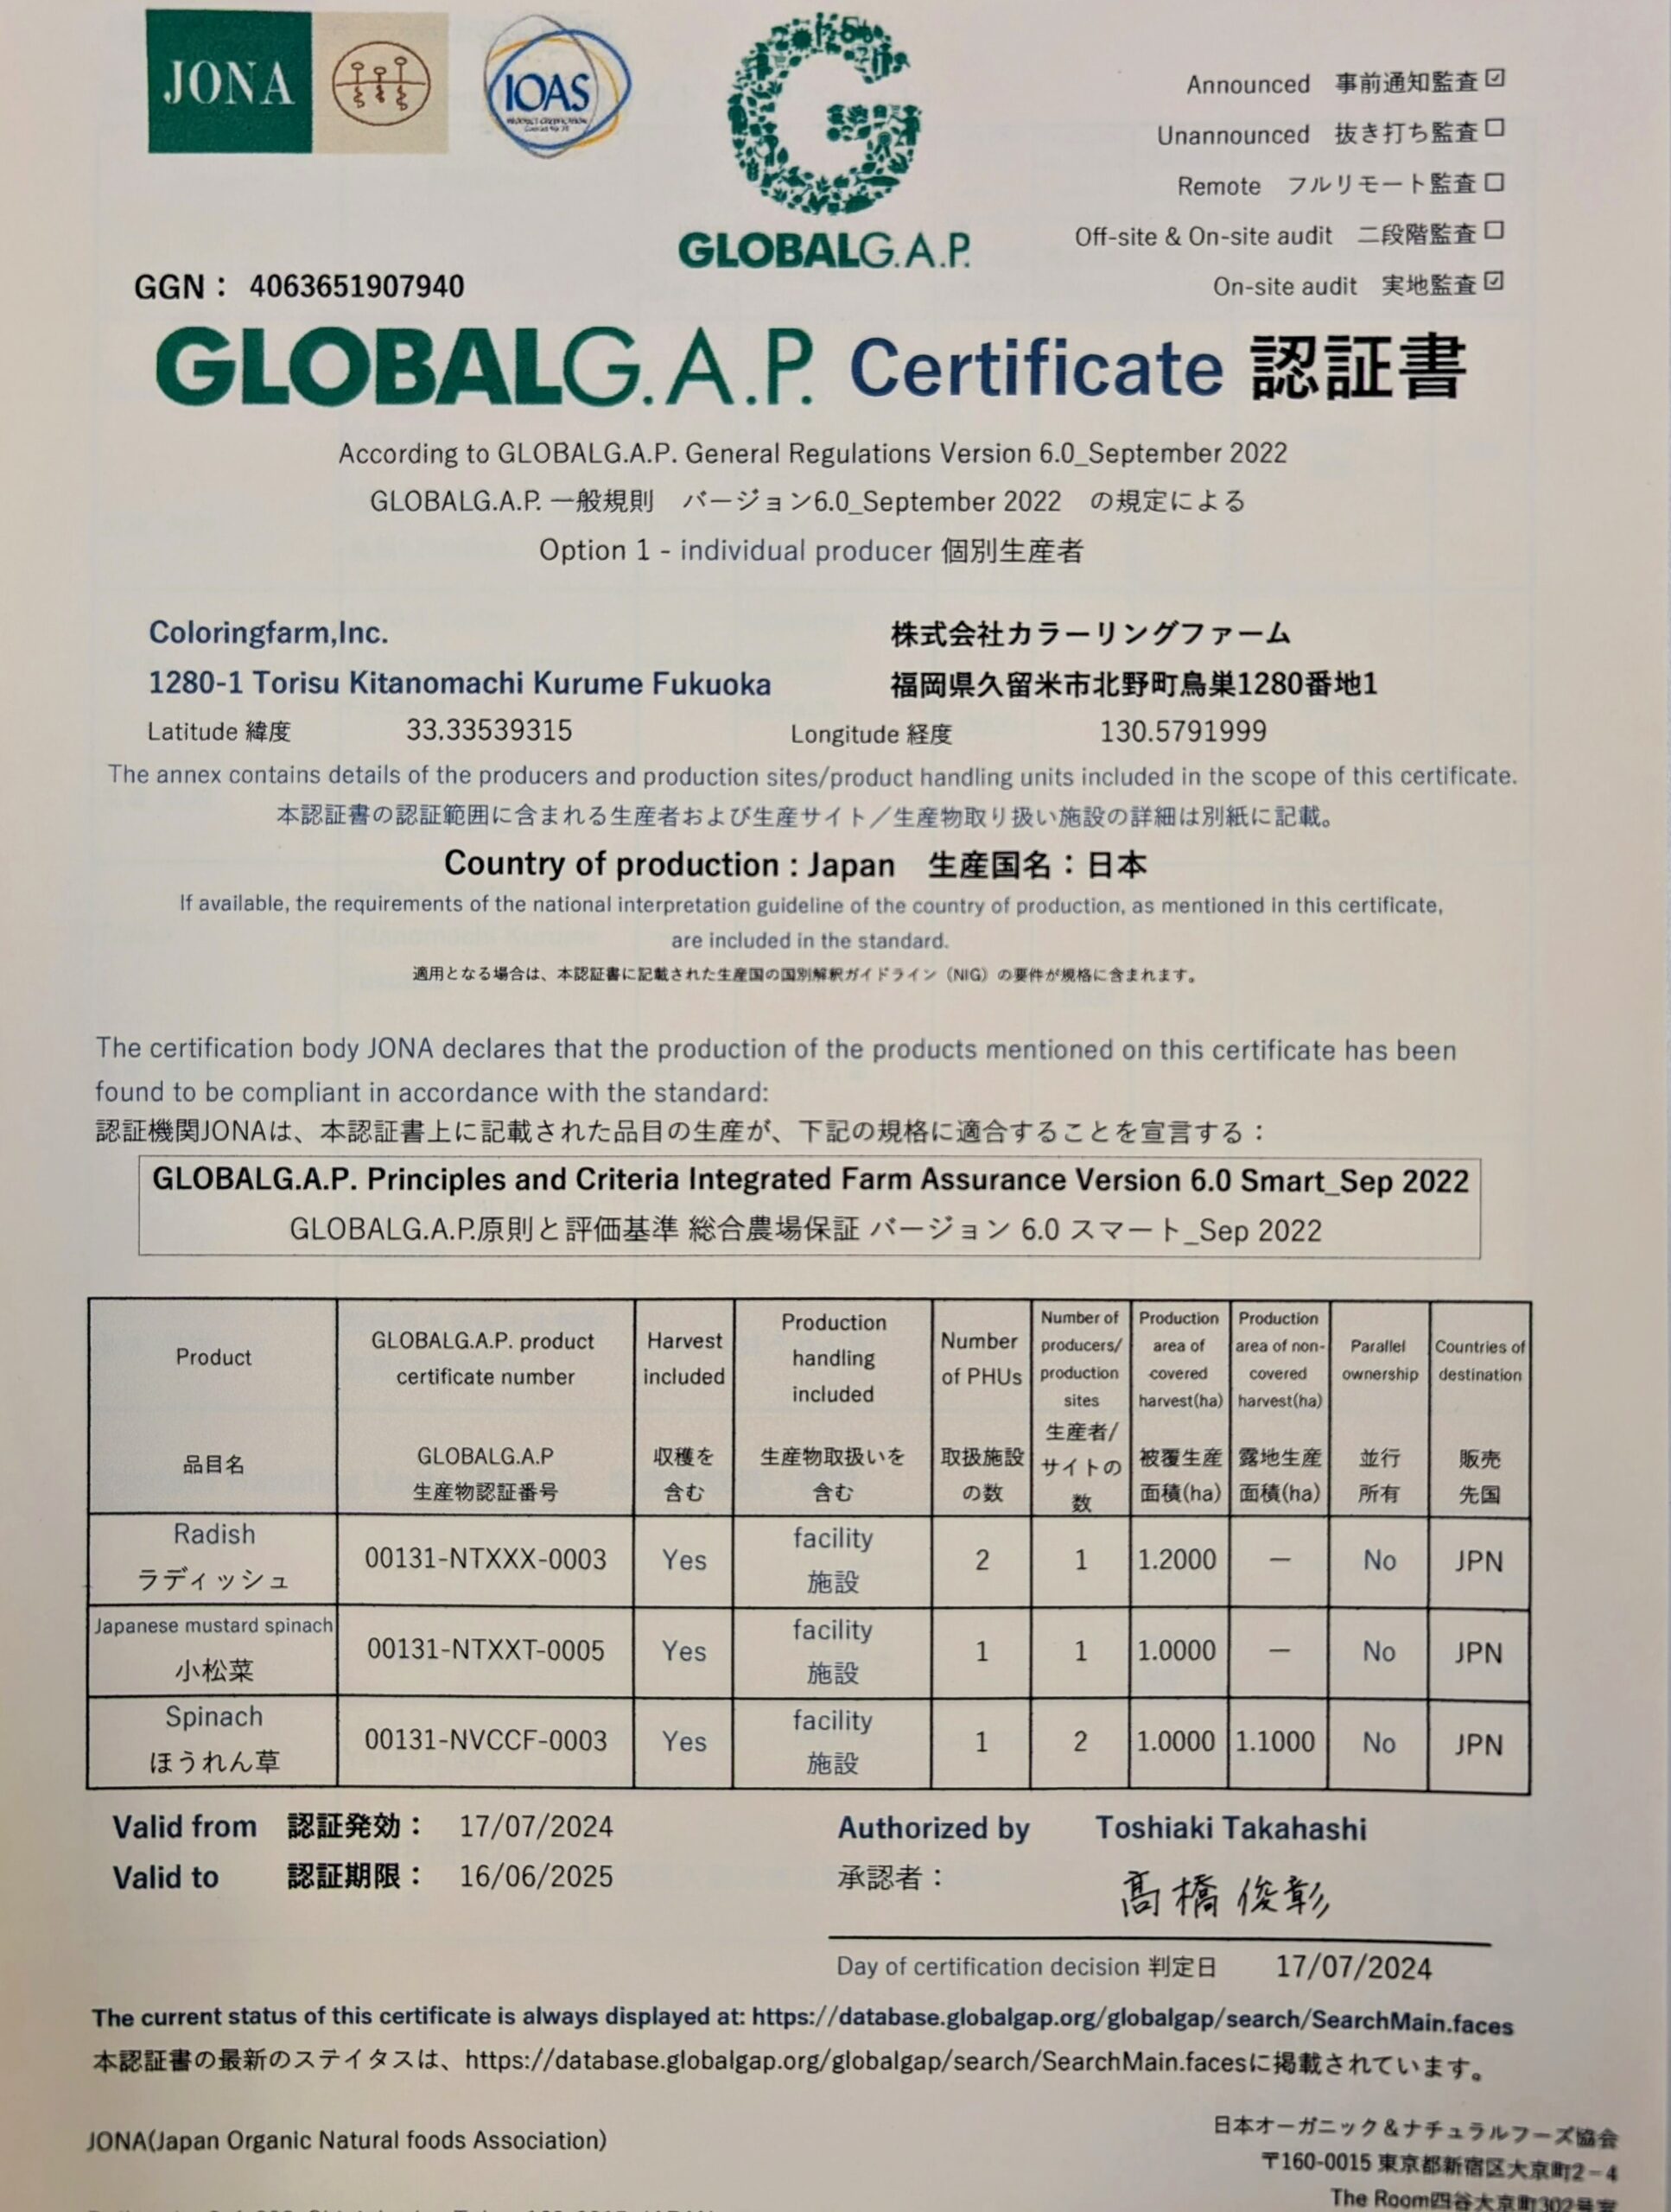 JONA
IOAS
GLOBALG.A.P.
Announced 事前通知監査☑
Unannounced 抜き打ち監査☐
Remote フルリモート監査☐
Off-site & On-site audit 二段階監査☐
On-site audit 実地監査☑
GGN： 4063651907940
GLOBALG.A.P. Certificate 認証書
According to GLOBALG.A.P. General Regulations Version 6.0_September 2022
GLOBALG.A.P. 一般規則　バージョン6.0_September 2022　の規定による
Option 1 - individual producer 個別生産者
Coloringfarm,Inc. 株式会社カラーリングファーム
1280-1 Torisu Kitanomachi Kurume Fukuoka 福岡県久留米市北野町鳥巣1280番地1
Latitude 緯度 33.33539315 Longitude 経度 130.5791999
The annex contains details of the producers and production sites/product handling units included in the scope of this certificate.
本認証書の認証範囲に含まれる生産者および生産サイト／生産物取り扱い施設の詳細は別紙に記載。
Country of production : Japan　生産国名：日本
If available, the requirements of the national interpretation guideline of the country of production, as mentioned in this certificate,
are included in the standard.
適用となる場合は、本認証書に記載された生産国の国別解釈ガイドライン（NIG）の要件が規格に含まれます。
The certification body JONA declares that the production of the products mentioned on this certificate has been
found to be compliant in accordance with the standard:
認証機関JONAは、本認証書上に記載された品目の生産が、下記の規格に適合することを宣言する：
GLOBALG.A.P. Principles and Criteria Integrated Farm Assurance Version 6.0 Smart_Sep 2022
GLOBALG.A.P.原則と評価基準 総合農場保証 バージョン 6.0 スマート_Sep 2022
Product
品目名
GLOBALG.A.P. product
certificate number
GLOBALG.A.P
生産物認証番号
Harvest
included
収穫を
含む
Production
handling
included
生産物取扱いを
含む
Number
of PHUs
取扱施設
の数
Number of
producers/
production
sites
生産者/
サイトの
数
Production
area of
covered
harvest(ha)
被覆生産
面積(ha)
Production
area of non-
covered
harvest(ha)
露地生産
面積(ha)
Parallel
ownership
並行
所有
Countries of
destination
販売
先国
Radish
ラディッシュ
00131-NTXXX-0003
Yes
facility
施設
2
1
1.2000
—
No
JPN
Japanese mustard spinach
小松菜
00131-NTXXT-0005
Yes
facility
施設
1
1
1.0000
—
No
JPN
Spinach
ほうれん草
00131-NVCCF-0003
Yes
facility
施設
1
2
1.0000
1.1000
No
JPN
Valid from 認証発効： 17/07/2024
Valid to 認証期限： 16/06/2025
Authorized by Toshiaki Takahashi
承認者： 髙橋俊彰
Day of certification decision 判定日 17/07/2024
The current status of this certificate is always displayed at: https://database.globalgap.org/globalgap/search/SearchMain.faces
本認証書の最新のステイタスは、https://database.globalgap.org/globalgap/search/SearchMain.facesに掲載されています。
JONA(Japan Organic Natural foods Association)
日本オーガニック＆ナチュラルフーズ協会
〒160-0015 東京都新宿区大京町2－4
The Room四谷大京町302号室